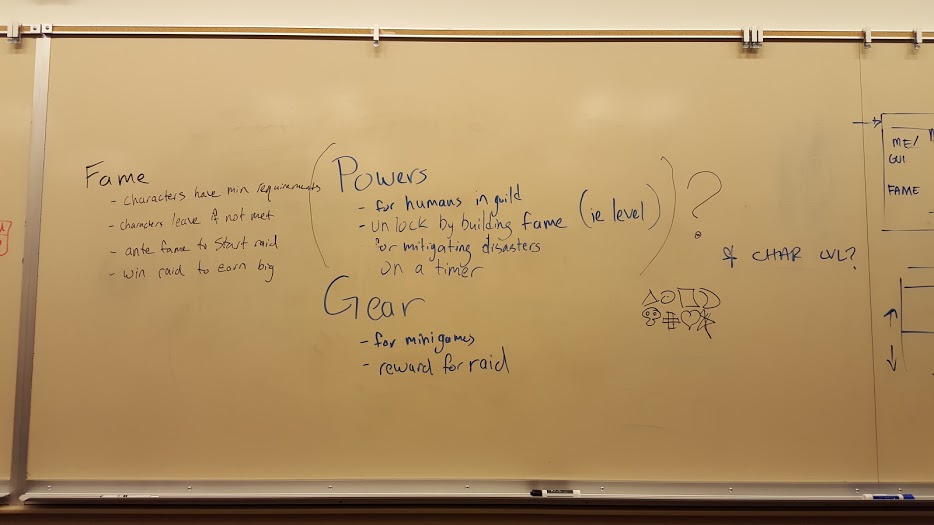 Fame
- characters have min requirements
- characters leave if not met
- ante fame to start raid
- win raid to earn big
(Powers
- for humans in guild
- unlock by building fame (ie level)
for mitigating disasters
on a timer) ?
Gear
- for minigames
- reward for raid
CHAR LVL?
ME/
GUI
FAME